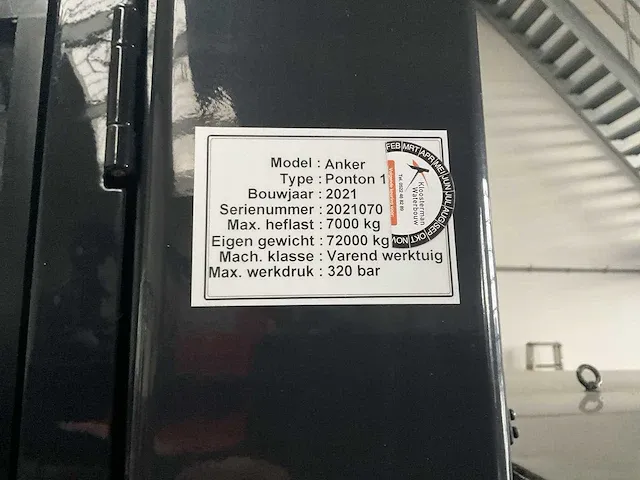 Model : Anker
Type : Ponton 1
Bouwjaar : 2021
Serienummer : 2021070
Max. heflast : 7000 kg
Eigen gewicht : 72000 kg
Mach. klasse : Varend werktuig
Max. werkdruk : 320 bar
FEB MRT APR MEI JUN JUL AUG SEP OKT NOV
Kloosterman
Waterbouw